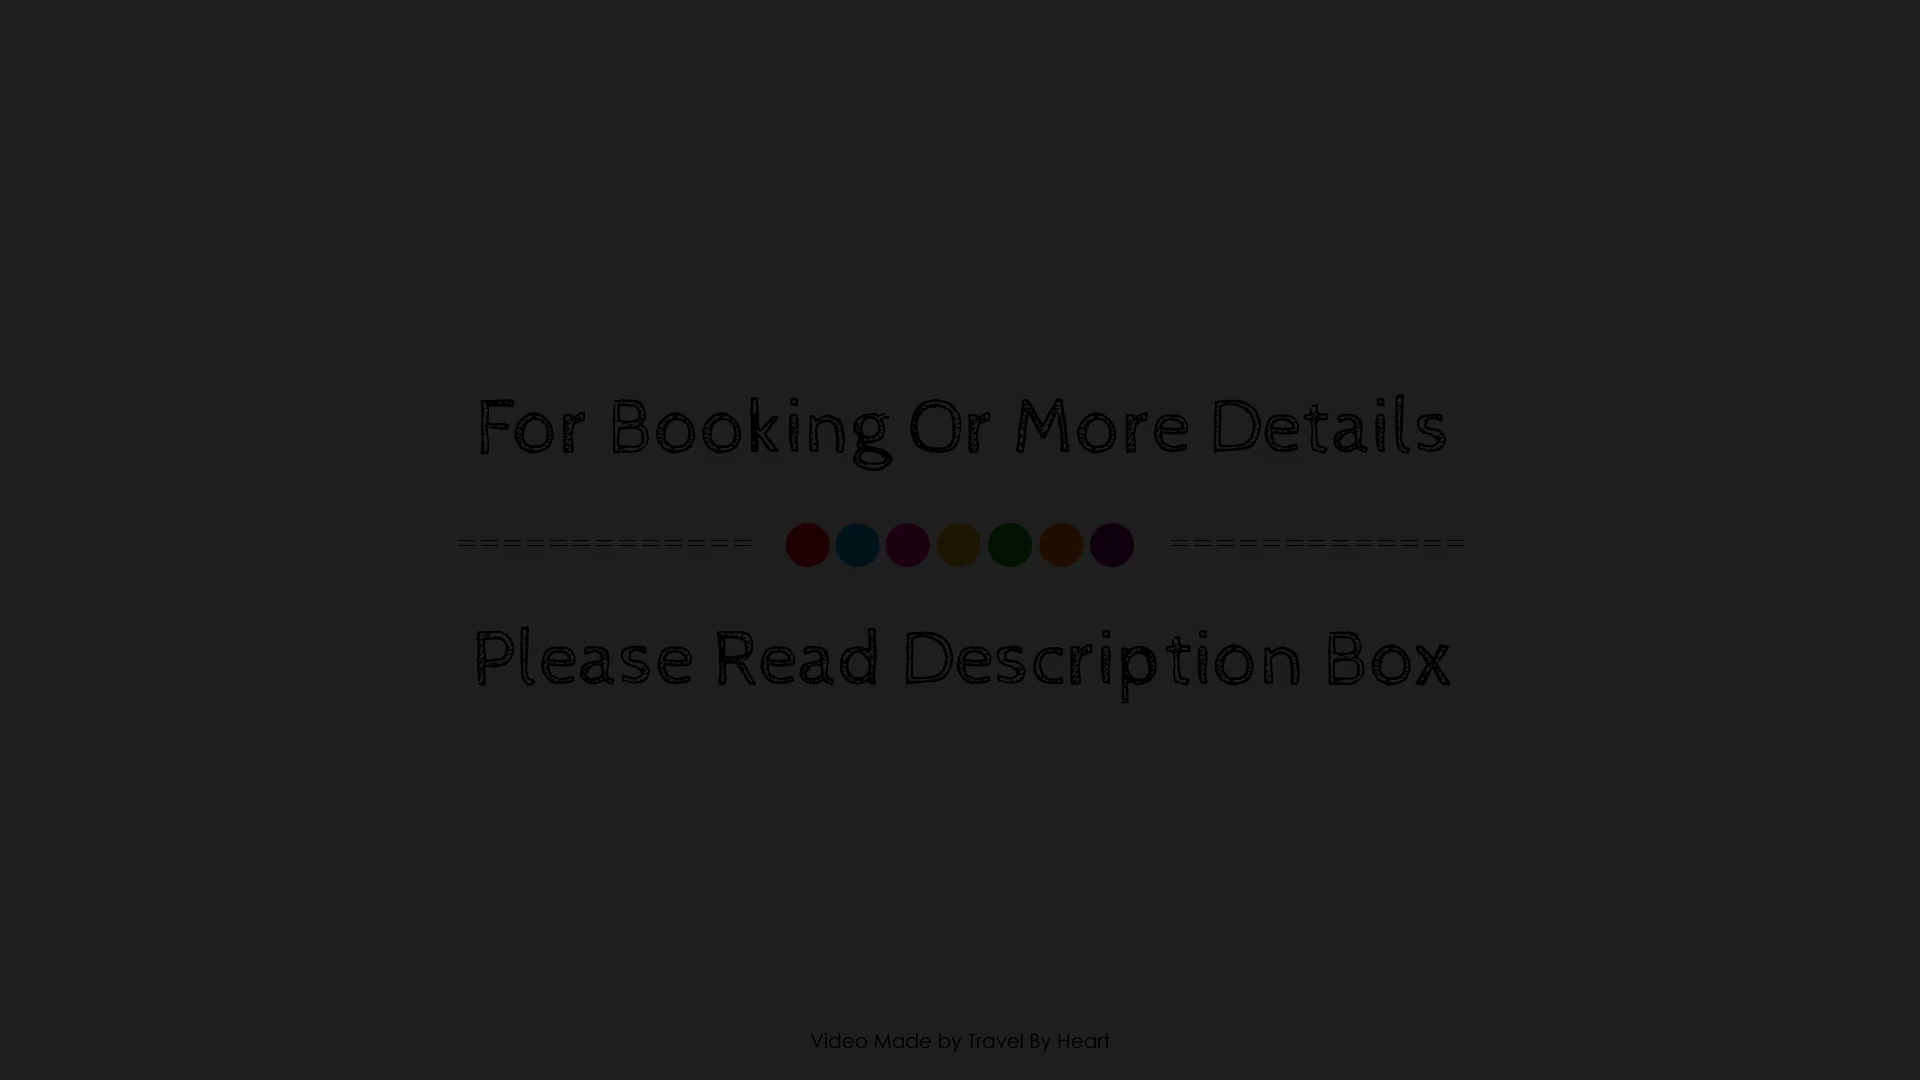 For Booking Or More Details
============= =============
Please Read Description Box
Video Made by Travel By Heart